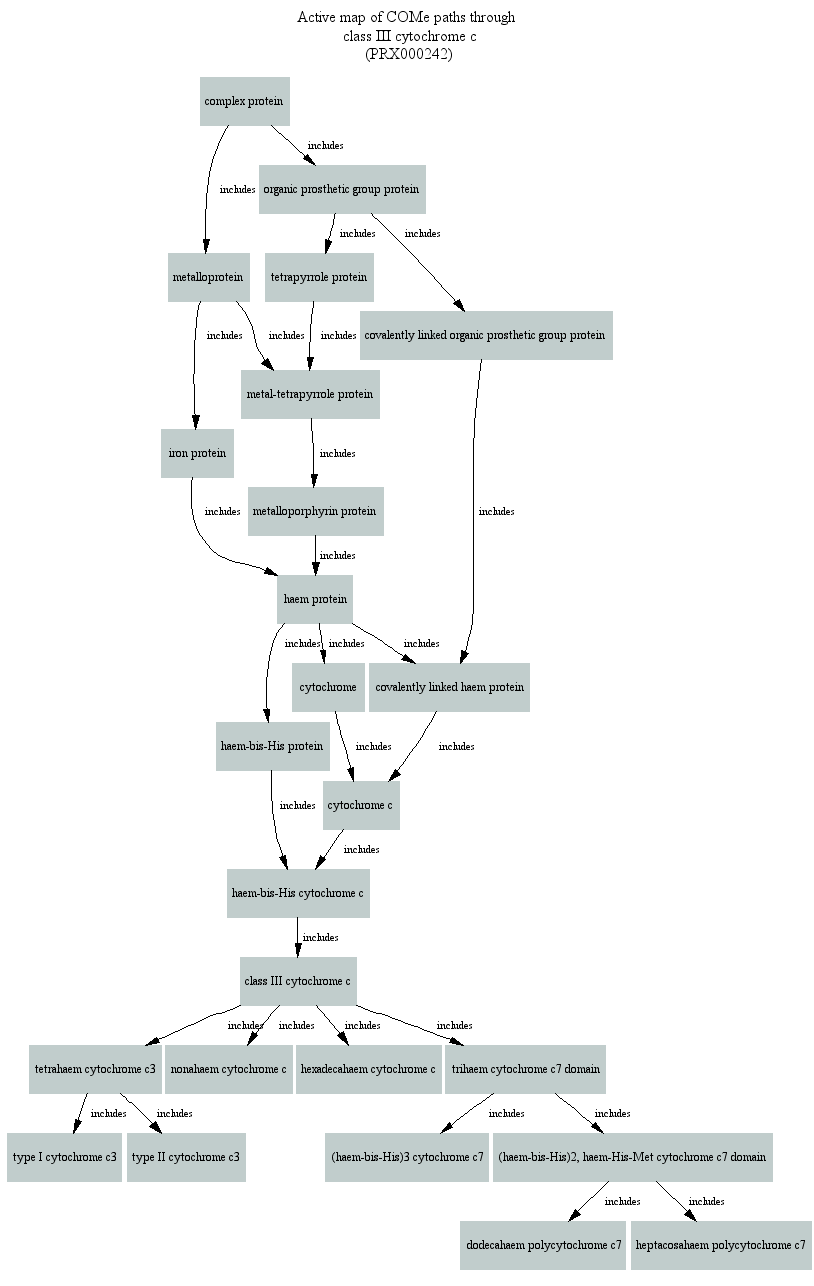 Active map of COMe paths through
class III cytochrome c
(PRX000242)
complex protein
includes
includes
organic prosthetic group protein
includes
includes
metalloprotein
tetrapyrrole protein
includes
includes
includes
covalently linked organic prosthetic group protein
metal-tetrapyrrole protein
iron protein
includes
includes
metalloporphyrin protein
includes
includes
haem protein
includes
includes
includes
cytochrome
covalently linked haem protein
haem-bis-His protein
includes
includes
includes
cytochrome c
includes
haem-bis-His cytochrome c
includes
class III cytochrome c
includes
includes
includes
includes
tetrahaem cytochrome c3
nonahaem cytochrome c
hexadecahaem cytochrome c
trihaem cytochrome c7 domain
includes
includes
includes
includes
type I cytochrome c3
type II cytochrome c3
(haem-bis-His)3 cytochrome c7
(haem-bis-His)2, haem-His-Met cytochrome c7 domain
includes
includes
dodecahaem polycytochrome c7
heptacosahaem polycytochrome c7